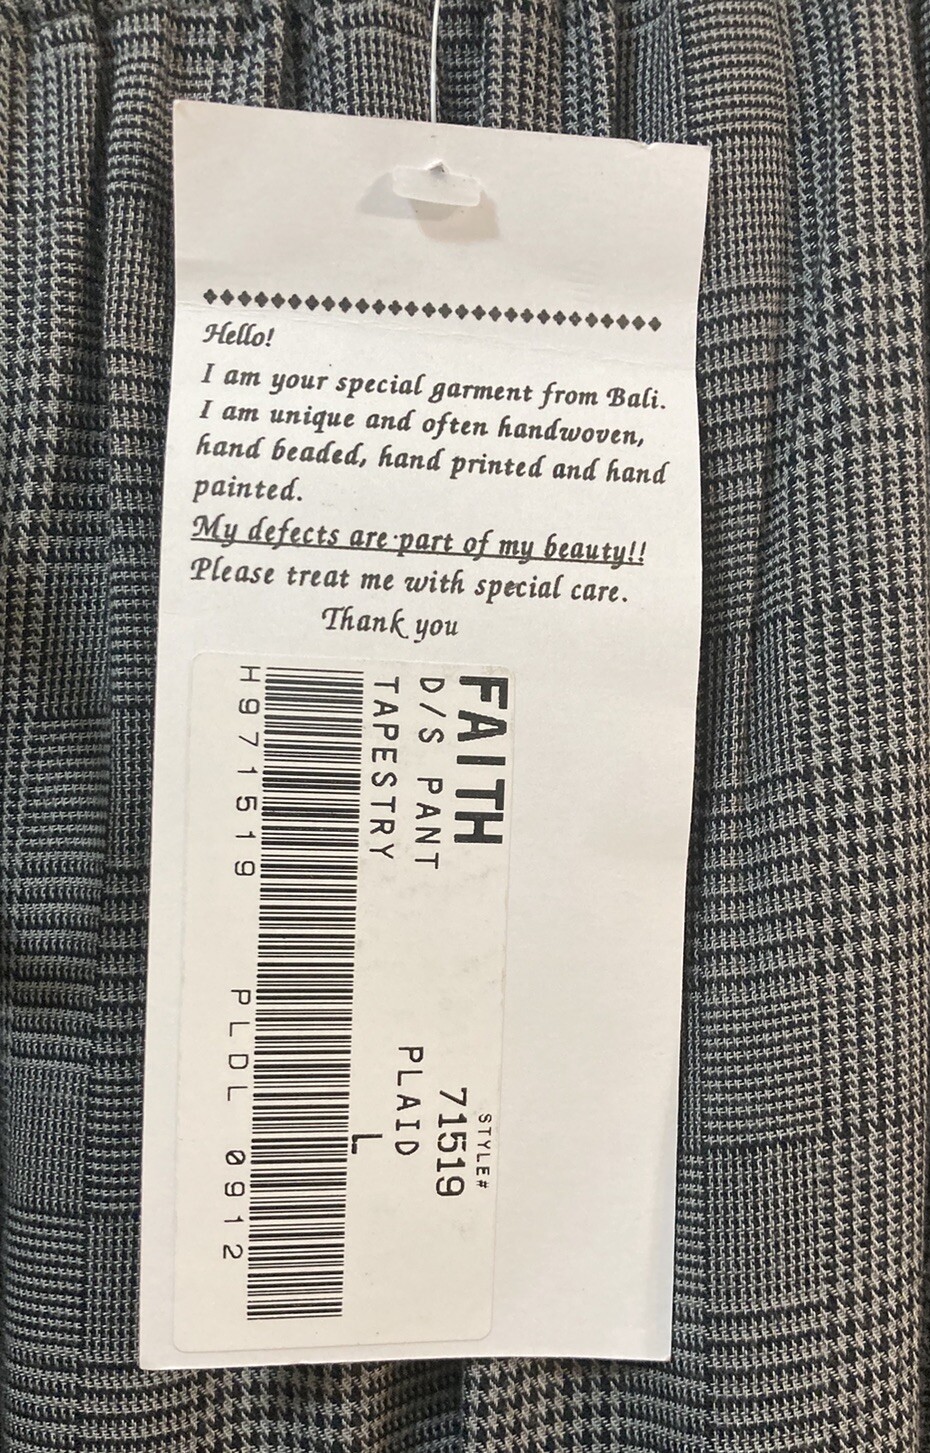 Hello!
I am your special garment from Bali.
I am unique and often handwoven,
hand beaded, hand printed and hand
painted.
My defects are part of my beauty!!
Please treat me with special care.
Thank you
FAITH
STYLE#
D/S PANT 71519
TAPESTRY PLAID
L
H971519 PLDL 0912